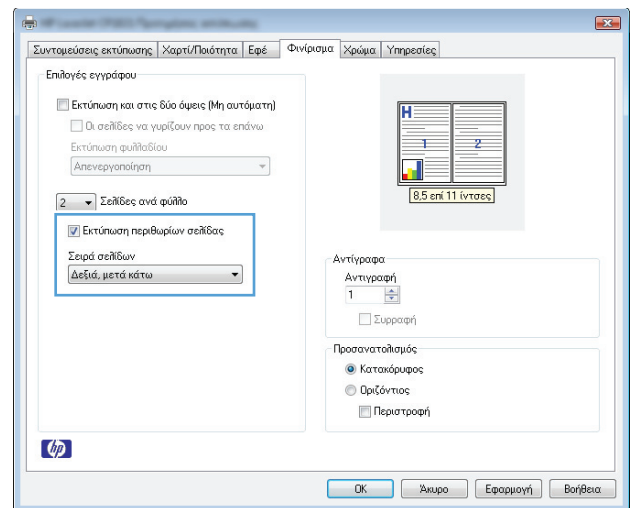 Συντομεύσεις εκτύπωσης Χαρτί/Ποιότητα Εφέ Φινίρισμα Χρώμα Υπηρεσίες
Επιλογές εγγράφου
Εκτύπωση και στις δύο όψεις (Μη αυτόματη)
Οι σελίδες να γυρίζουν προς τα επάνω
Εκτύπωση φυλλαδίου
Απενεργοποίηση
2 Σελίδες ανά φύλλο
Εκτύπωση περιθωρίων σελίδας
Σειρά σελίδων
Δεξιά, μετά κάτω
H
1 2
8,5 επί 11 ίντσες
Αντίγραφα
Αντιγραφή
1
Συρραφή
Προσανατολισμός
Κατακόρυφος
Οριζόντιος
Περιστροφή
hp
OK Άκυρο Εφαρμογή Βοήθεια